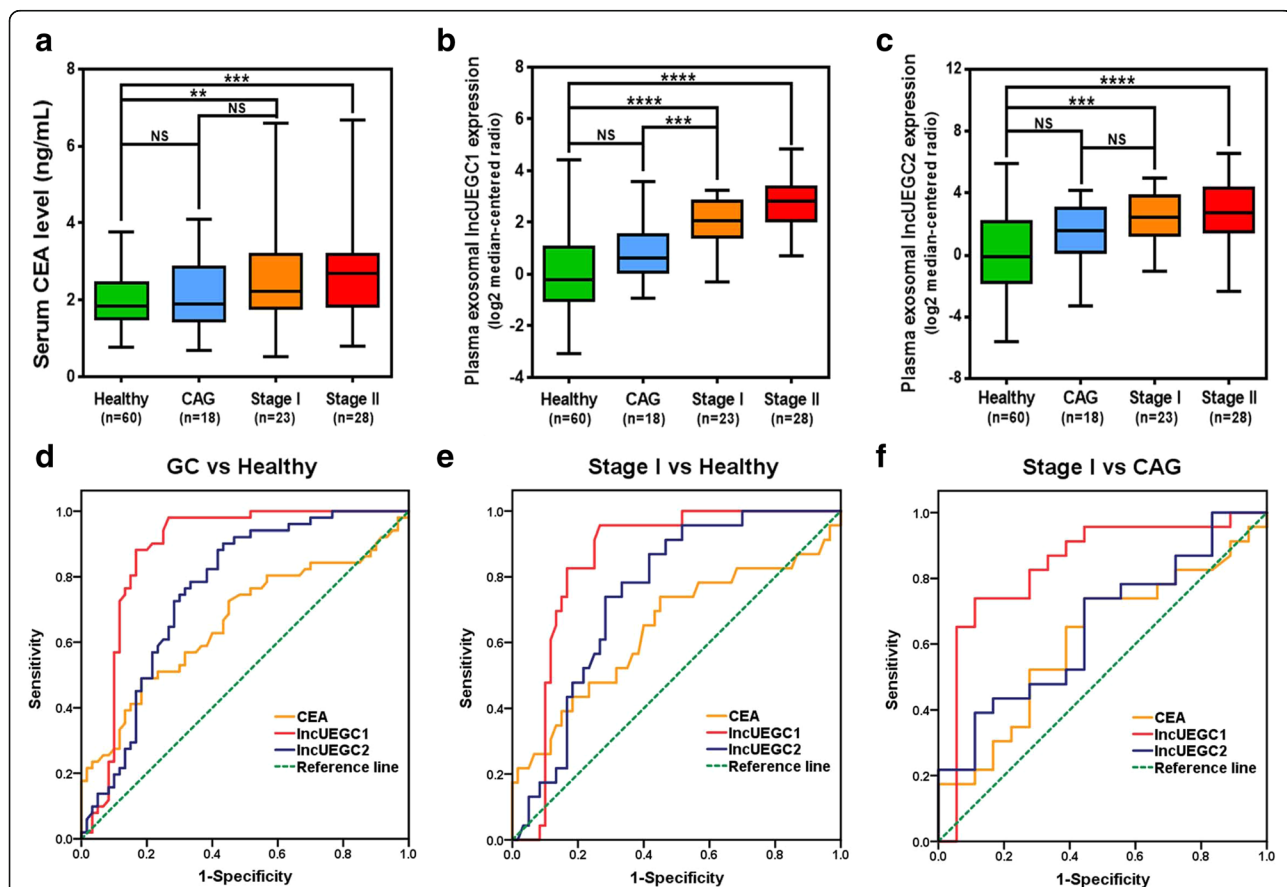 a
Serum CEA level (ng/mL)
8
6
4
2
0
***
**
NS
NS
Healthy
(n=60)
CAG
(n=18)
Stage I
(n=23)
Stage II
(n=28)
b
Plasma exosomal lncUEGC1 expression
(log2 median-centered radio)
8
6
4
2
0
-2
-4
****
****
***
NS
Healthy
(n=60)
CAG
(n=18)
Stage I
(n=23)
Stage II
(n=28)
c
Plasma exosomal lncUEGC2 expression
(log2 median-centered radio)
12
8
4
0
-4
-8
****
***
NS
NS
Healthy
(n=60)
CAG
(n=18)
Stage I
(n=23)
Stage II
(n=28)
d
GC vs Healthy
Sensitivity
1.0
0.8
0.6
0.4
0.2
0.0
CEA
lncUEGC1
lncUEGC2
Reference line
0.0 0.2 0.4 0.6 0.8 1.0
1-Specificity
e
Stage I vs Healthy
Sensitivity
1.0
0.8
0.6
0.4
0.2
0.0
CEA
lncUEGC1
lncUEGC2
Reference line
0.0 0.2 0.4 0.6 0.8 1.0
1-Specificity
f
Stage I vs CAG
Sensitivity
1.0
0.8
0.6
0.4
0.2
0.0
CEA
lncUEGC1
lncUEGC2
Reference line
0.0 0.2 0.4 0.6 0.8 1.0
1-Specificity